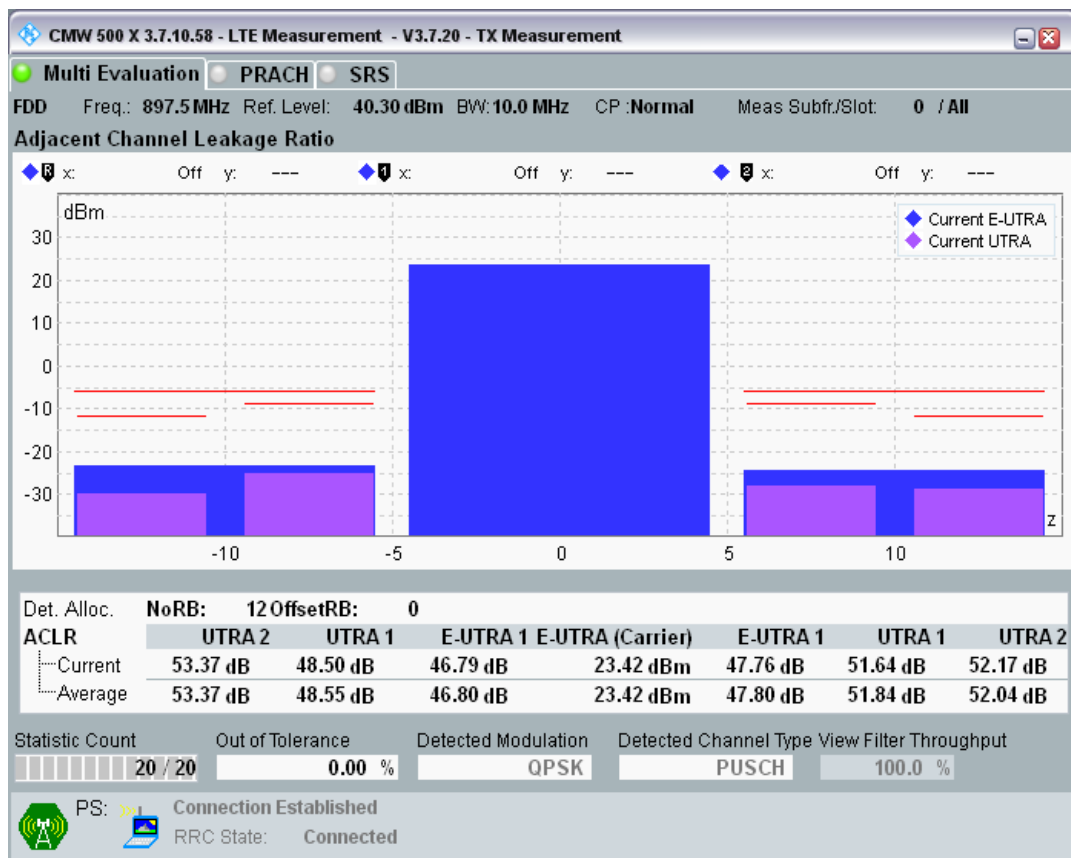 CMW 500 X 3.7.10.58 - LTE Measurement - V3.7.20 - TX Measurement
Multi Evaluation PRACH SRS
FDD Freq.: 897.5 MHz Ref. Level: 40.30 dBm BW: 10.0 MHz CP :Normal Meas Subfr./Slot: 0 / All
Adjacent Channel Leakage Ratio
R x: Off y: --- 1 x: Off y: --- 2 x: Off y: ---
dBm
Current E-UTRA
Current UTRA
30
20
10
0
-10
-20
-30
z
-10 -5 0 5 10
Det. Alloc. NoRB: 12 OffsetRB: 0
ACLR UTRA 2 UTRA 1 E-UTRA 1 E-UTRA (Carrier) E-UTRA 1 UTRA 1 UTRA 2
Current 53.37 dB 48.50 dB 46.79 dB 23.42 dBm 47.76 dB 51.64 dB 52.17 dB
Average 53.37 dB 48.55 dB 46.80 dB 23.42 dBm 47.80 dB 51.84 dB 52.04 dB
Statistic Count Out of Tolerance Detected Modulation Detected Channel Type View Filter Throughput
20 / 20 0.00 % QPSK PUSCH 100.0 %
PS: Connection Established
RRC State: Connected